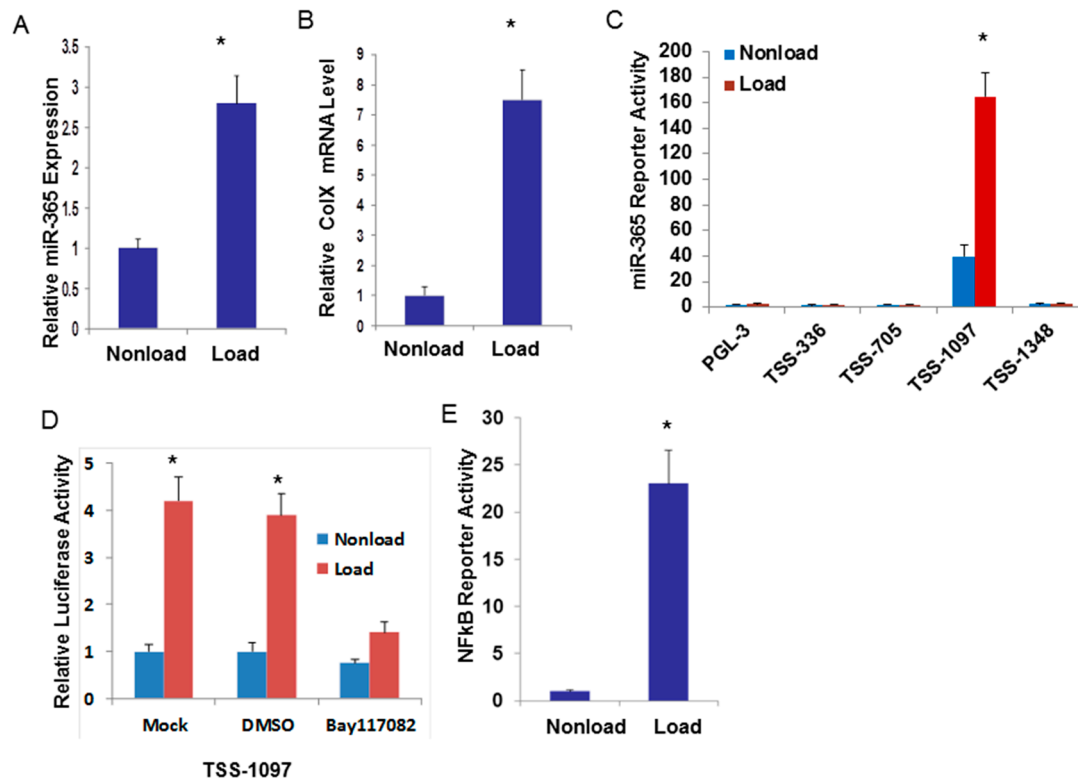 A
Relative miR-365 Expression
3.5
3
2.5
2
1.5
1
0.5
0
*
Nonload
Load
B
Relative ColX mRNA Level
9
8
7
6
5
4
3
2
1
0
*
Nonload
Load
C
miR-365 Reporter Activity
200
180
160
140
120
100
80
60
40
20
0
Nonload
Load
*
PGL-3
TSS-336
TSS-705
TSS-1097
TSS-1348
D
Relative Luciferase Activity
5
4
3
2
1
0
*
*
Nonload
Load
Mock
DMSO
Bay117082
TSS-1097
E
NFkB Reporter Activity
30
25
20
15
10
5
0
*
Nonload
Load